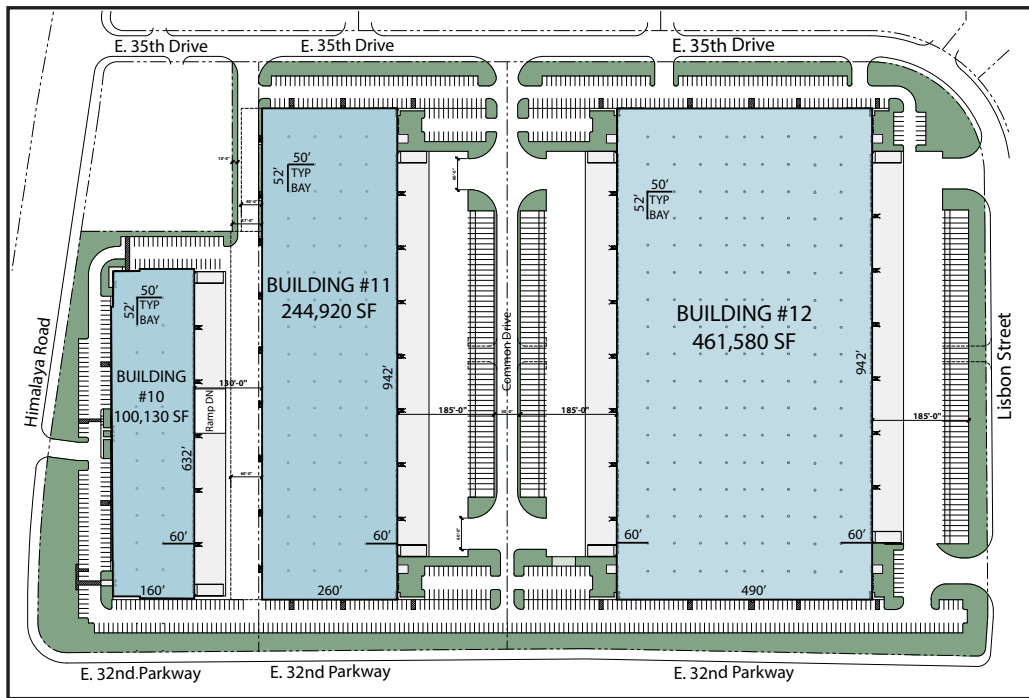 E. 35th Drive
E. 35th Drive
E. 35th Drive
50'
52'
TYP
BAY
50'
52'
TYP
BAY
50'
52'
TYP
BAY
BUILDING #11
244,920 SF
BUILDING #12
461,580 SF
BUILDING
#10
100,130 SF
Himalaya Road
Common Drive
Lisbon Street
130'-0"
Ramp DN
942'
942'
632'
185'-0"
185'-0"
185'-0"
60'
60'
60'
60'
160'
260'
490'
E. 32nd.Parkway
E. 32nd Parkway
E. 32nd Parkway